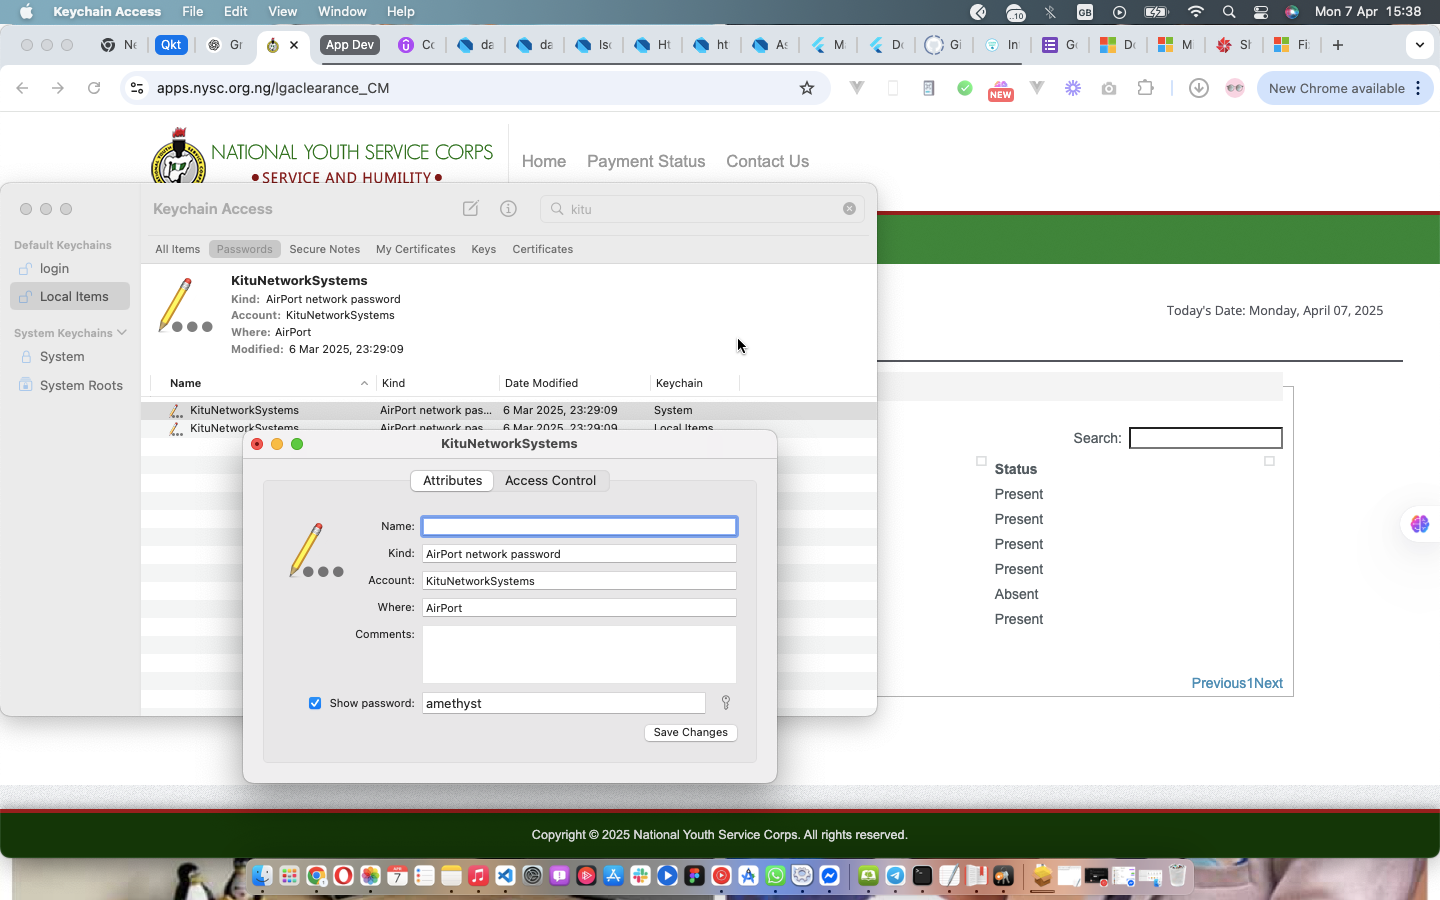 Keychain Access File Edit View Window Help
..10 GB Mon 7 Apr 15:38
Ne Qkt Gr App Dev Co da da Iso Ht ht As M Do Gi In Go Do M Sh Fi
apps.nysc.org.ng/lgaclearance_CM
NEW
New Chrome available
NATIONAL YOUTH SERVICE CORPS
•SERVICE AND HUMILITY•
Home Payment Status Contact Us
Keychain Access
kitu
Default Keychains
login
Local Items
System Keychains
System
System Roots
All Items Passwords Secure Notes My Certificates Keys Certificates
KituNetworkSystems
Kind: AirPort network password
Account: KituNetworkSystems
Where: AirPort
Modified: 6 Mar 2025, 23:29:09
Name Kind Date Modified Keychain
KituNetworkSystems AirPort network pas... 6 Mar 2025, 23:29:09 System
KituNetworkSystems AirPort network pas... 6 Mar 2025, 23:29:09 Local Items
KituNetworkSystems
Attributes Access Control
Name:
Kind: AirPort network password
Account: KituNetworkSystems
Where: AirPort
Comments:
Show password: amethyst
Save Changes
Today's Date: Monday, April 07, 2025
Search:
Status
Present
Present
Present
Present
Absent
Present
Previous1Next
Copyright © 2025 National Youth Service Corps. All rights reserved.
APR
7